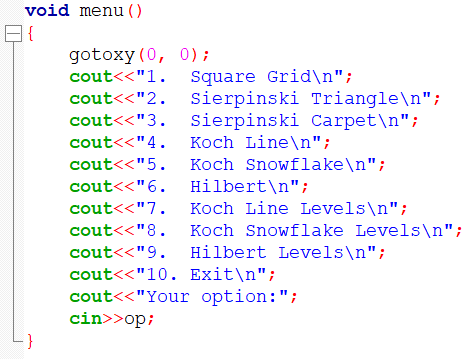 void menu()
{
gotoxy(0, 0);
cout<<"1.  Square Grid\n";
cout<<"2.  Sierpinski Triangle\n";
cout<<"3.  Sierpinski Carpet\n";
cout<<"4.  Koch Line\n";
cout<<"5.  Koch Snowflake\n";
cout<<"6.  Hilbert\n";
cout<<"7.  Koch Line Levels\n";
cout<<"8.  Koch Snowflake Levels\n";
cout<<"9.  Hilbert Levels\n";
cout<<"10. Exit\n";
cout<<"Your option:";
cin>>op;
}